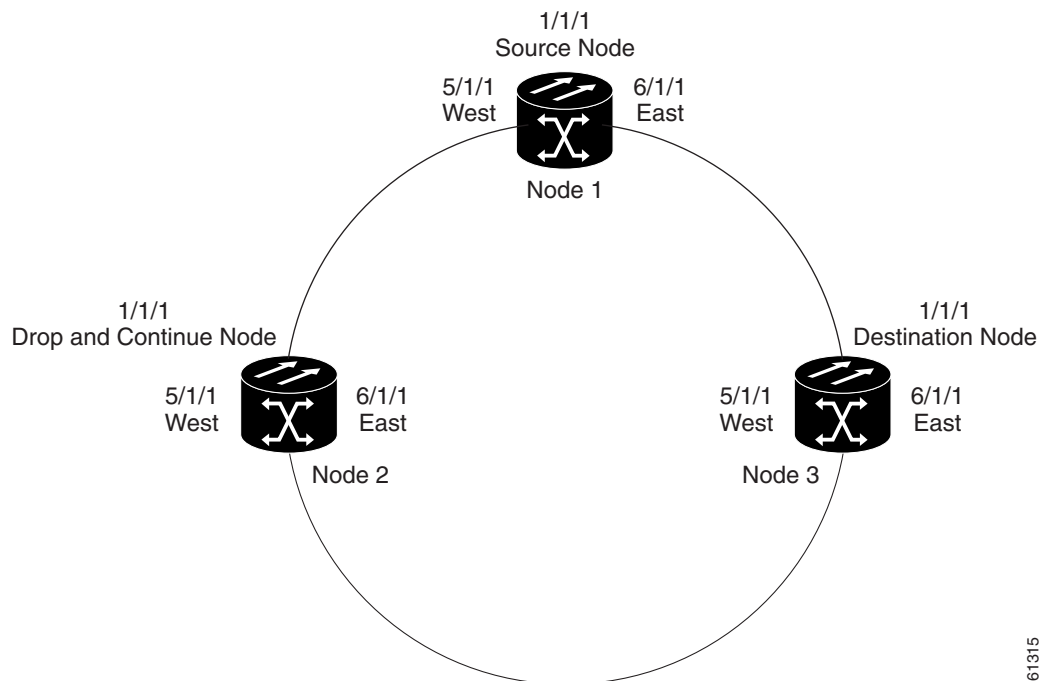 1/1/1
Source Node
5/1/1
West
6/1/1
East
Node 1
1/1/1
Drop and Continue Node
5/1/1
West
6/1/1
East
Node 2
1/1/1
Destination Node
5/1/1
West
6/1/1
East
Node 3
61315